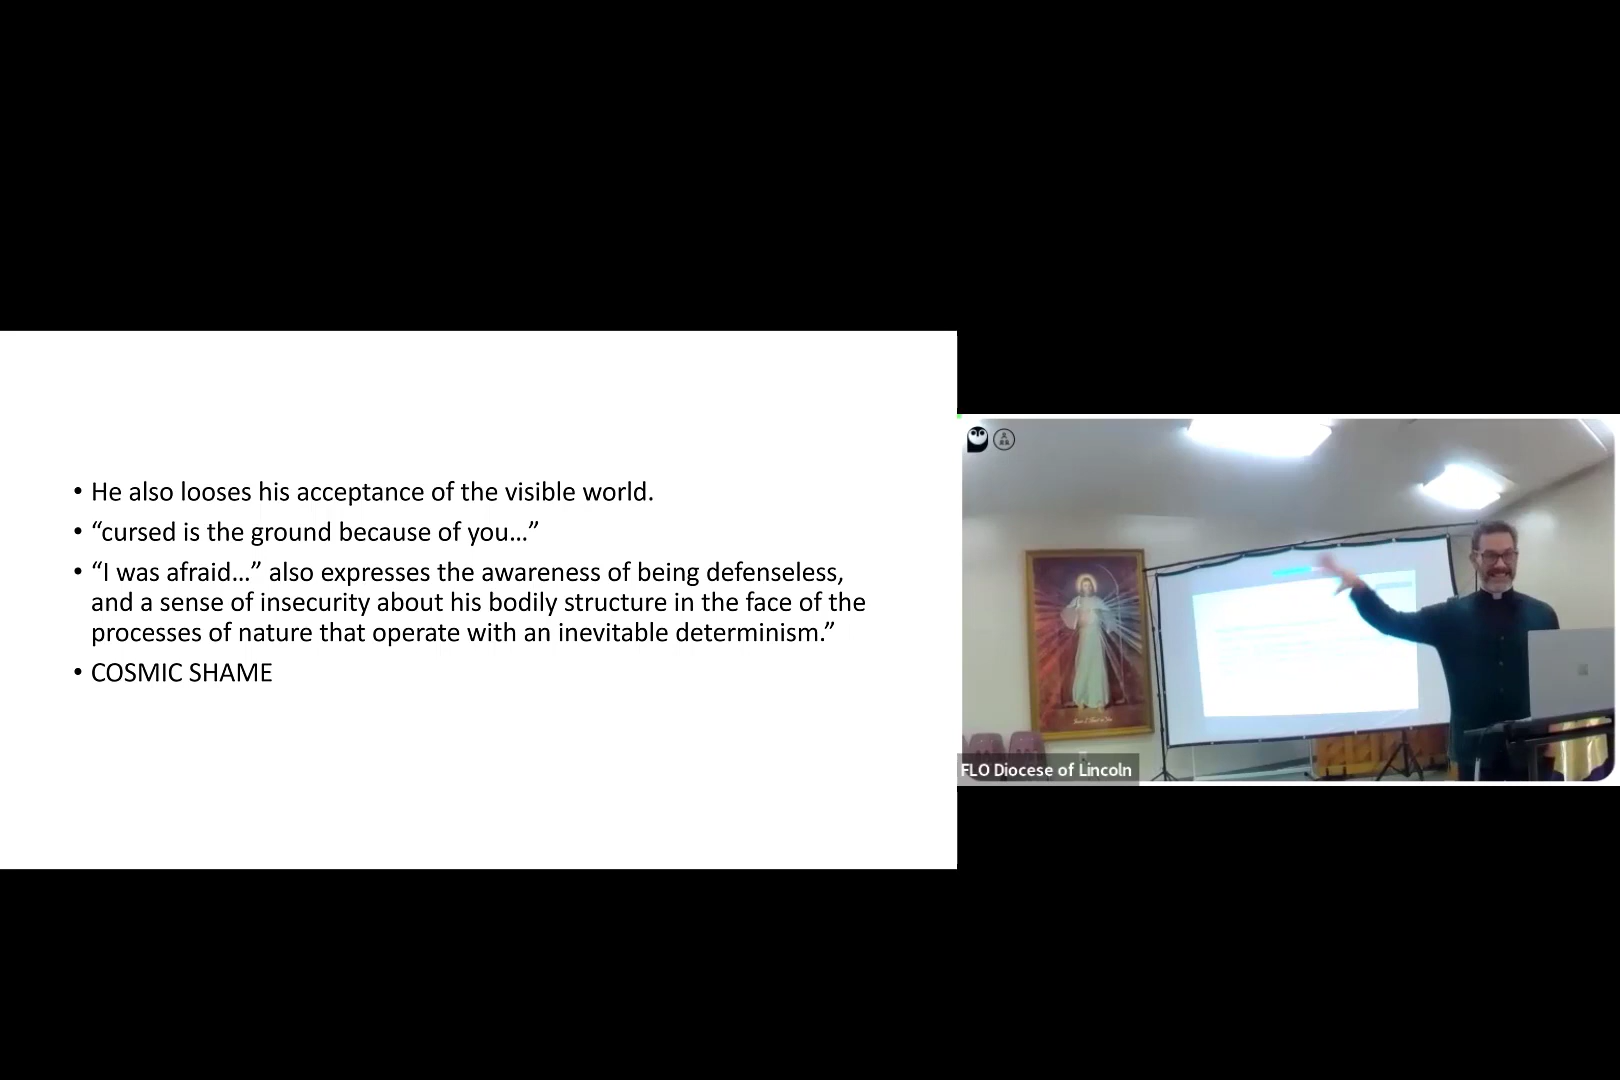 • He also looses his acceptance of the visible world.
• “cursed is the ground because of you…”
• “I was afraid…” also expresses the awareness of being defenseless,
and a sense of insecurity about his bodily structure in the face of the
processes of nature that operate with an inevitable determinism.”
• COSMIC SHAME
FLO Diocese of Lincoln